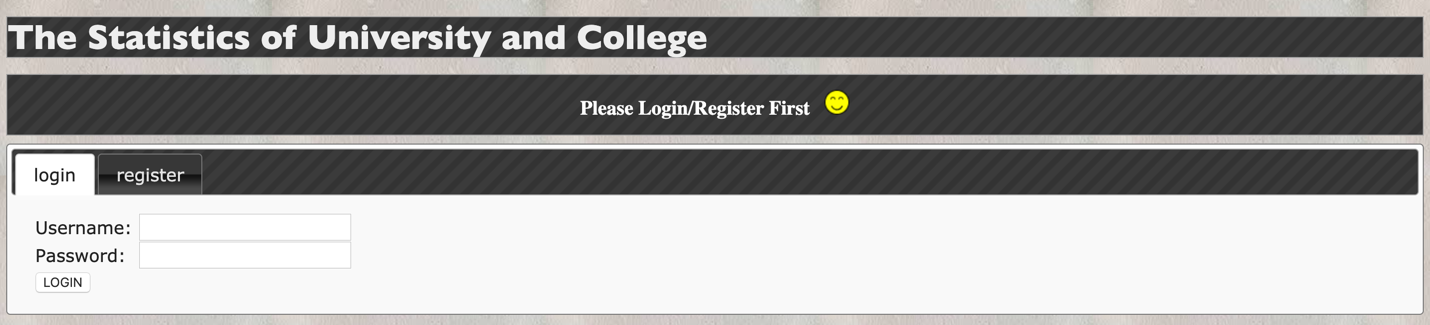 The Statistics of University and College
Please Login/Register First
login register
Username:
Password:
LOGIN